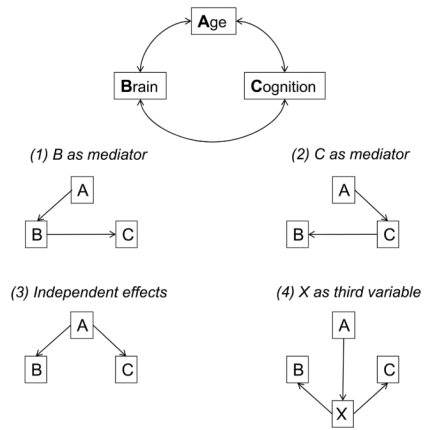 Age
Brain
Cognition
(1) B as mediator
(2) C as mediator
A
A
B
C
B
C
(3) Independent effects
(4) X as third variable
A
A
B
C
B
C
X